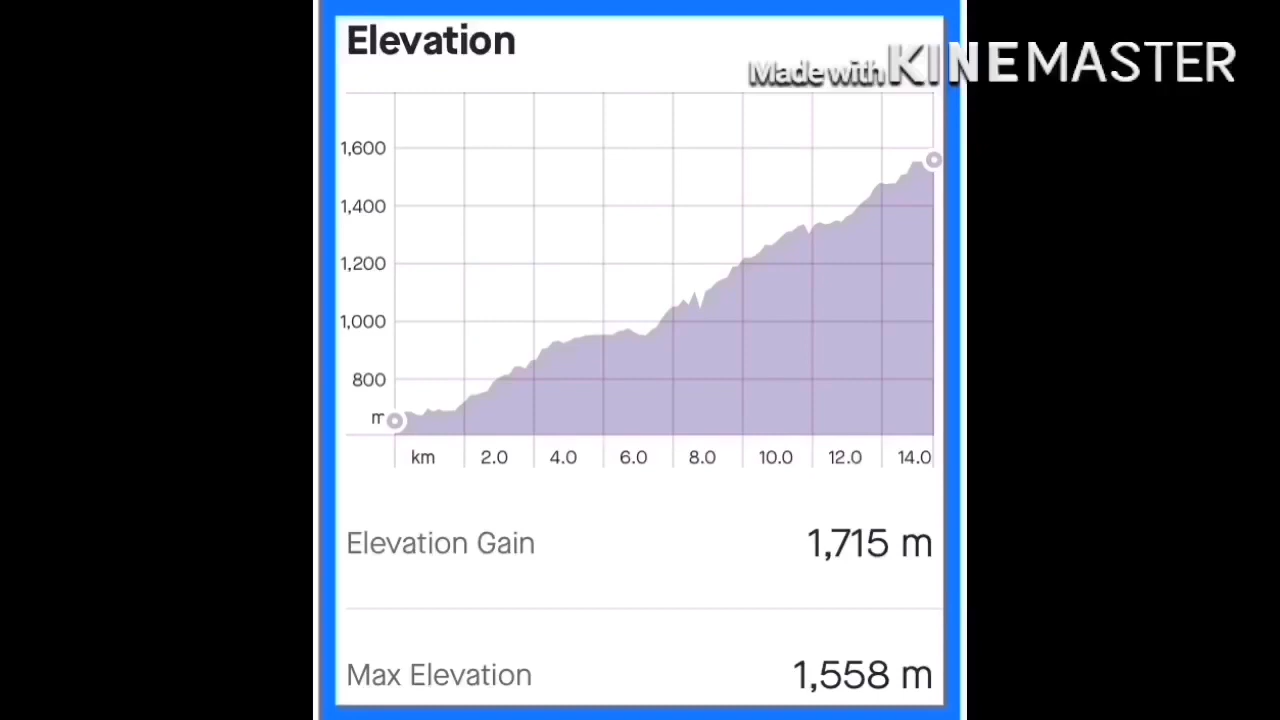 Elevation
Made with KINEMASTER
1,600
1,400
1,200
1,000
800
m
km 2.0 4.0 6.0 8.0 10.0 12.0 14.0
Elevation Gain 1,715 m
Max Elevation 1,558 m